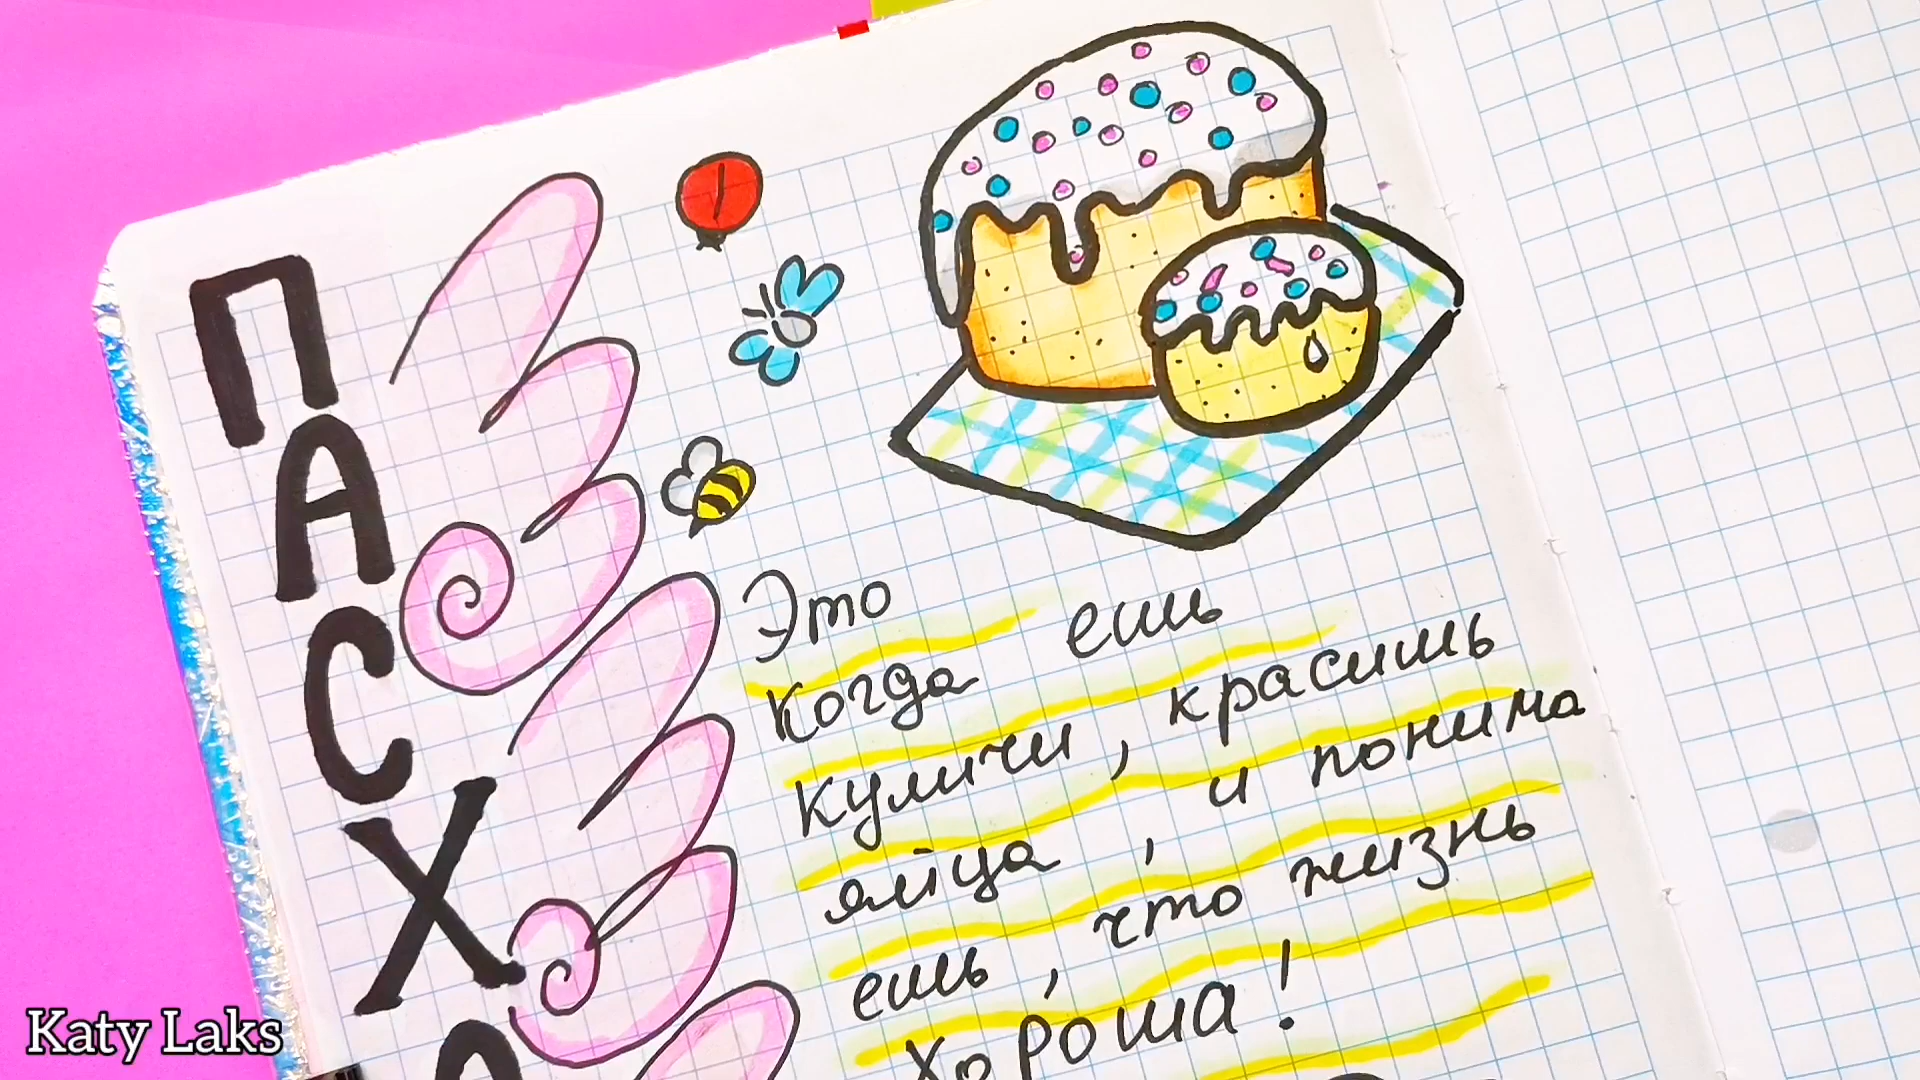 ПАСХА
Это
когда ешь
куличи, красишь
яйца, и понима
ешь, что жизнь
хороша!
Katy Laks